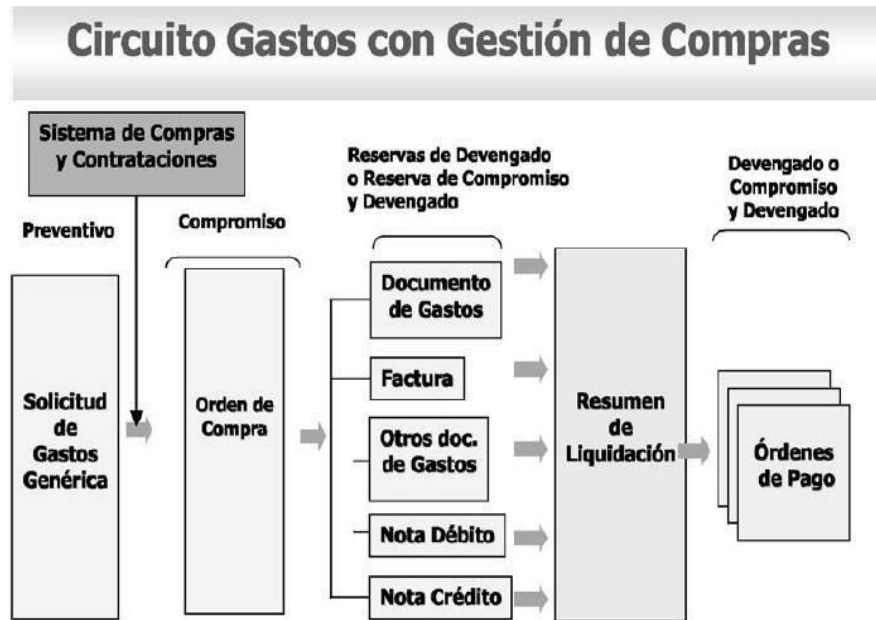 Circuito Gastos con Gestión de Compras
Sistema de Compras
y Contrataciones
Preventivo
Compromiso
Reservas de Devengado
o Reserva de Compromiso
y Devengado
Devengado o
Compromiso
y Devengado
Solicitud
de
Gastos
Genérica
Orden de
Compra
Documento
de Gastos
Factura
Otros doc.
de Gastos
Nota Débito
Nota Crédito
Resumen
de
Liquidación
Órdenes
de Pago